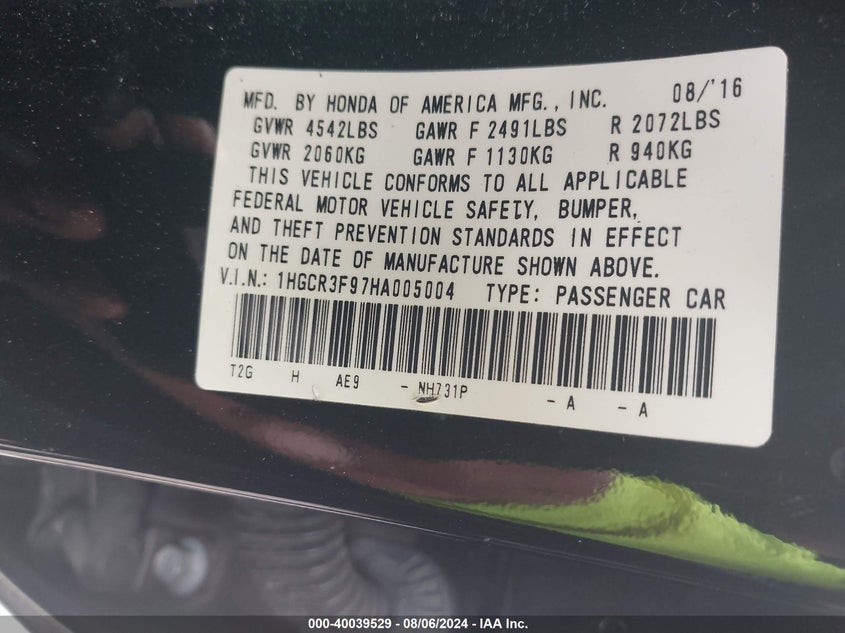 MFD. BY HONDA OF AMERICA MFG., INC. 08/'16
GVWR 4542LBS GAWR F 2491LBS R 2072LBS
GVWR 2060KG GAWR F 1130KG R 940KG
THIS VEHICLE CONFORMS TO ALL APPLICABLE
FEDERAL MOTOR VEHICLE SAFETY, BUMPER,
AND THEFT PREVENTION STANDARDS IN EFFECT
ON THE DATE OF MANUFACTURE SHOWN ABOVE.
V.I.N.: 1HGCR3F97HA005004 TYPE: PASSENGER CAR
T2G H AE9 - NH731P - A - A
000-40039529 - 08/06/2024 - IAA Inc.